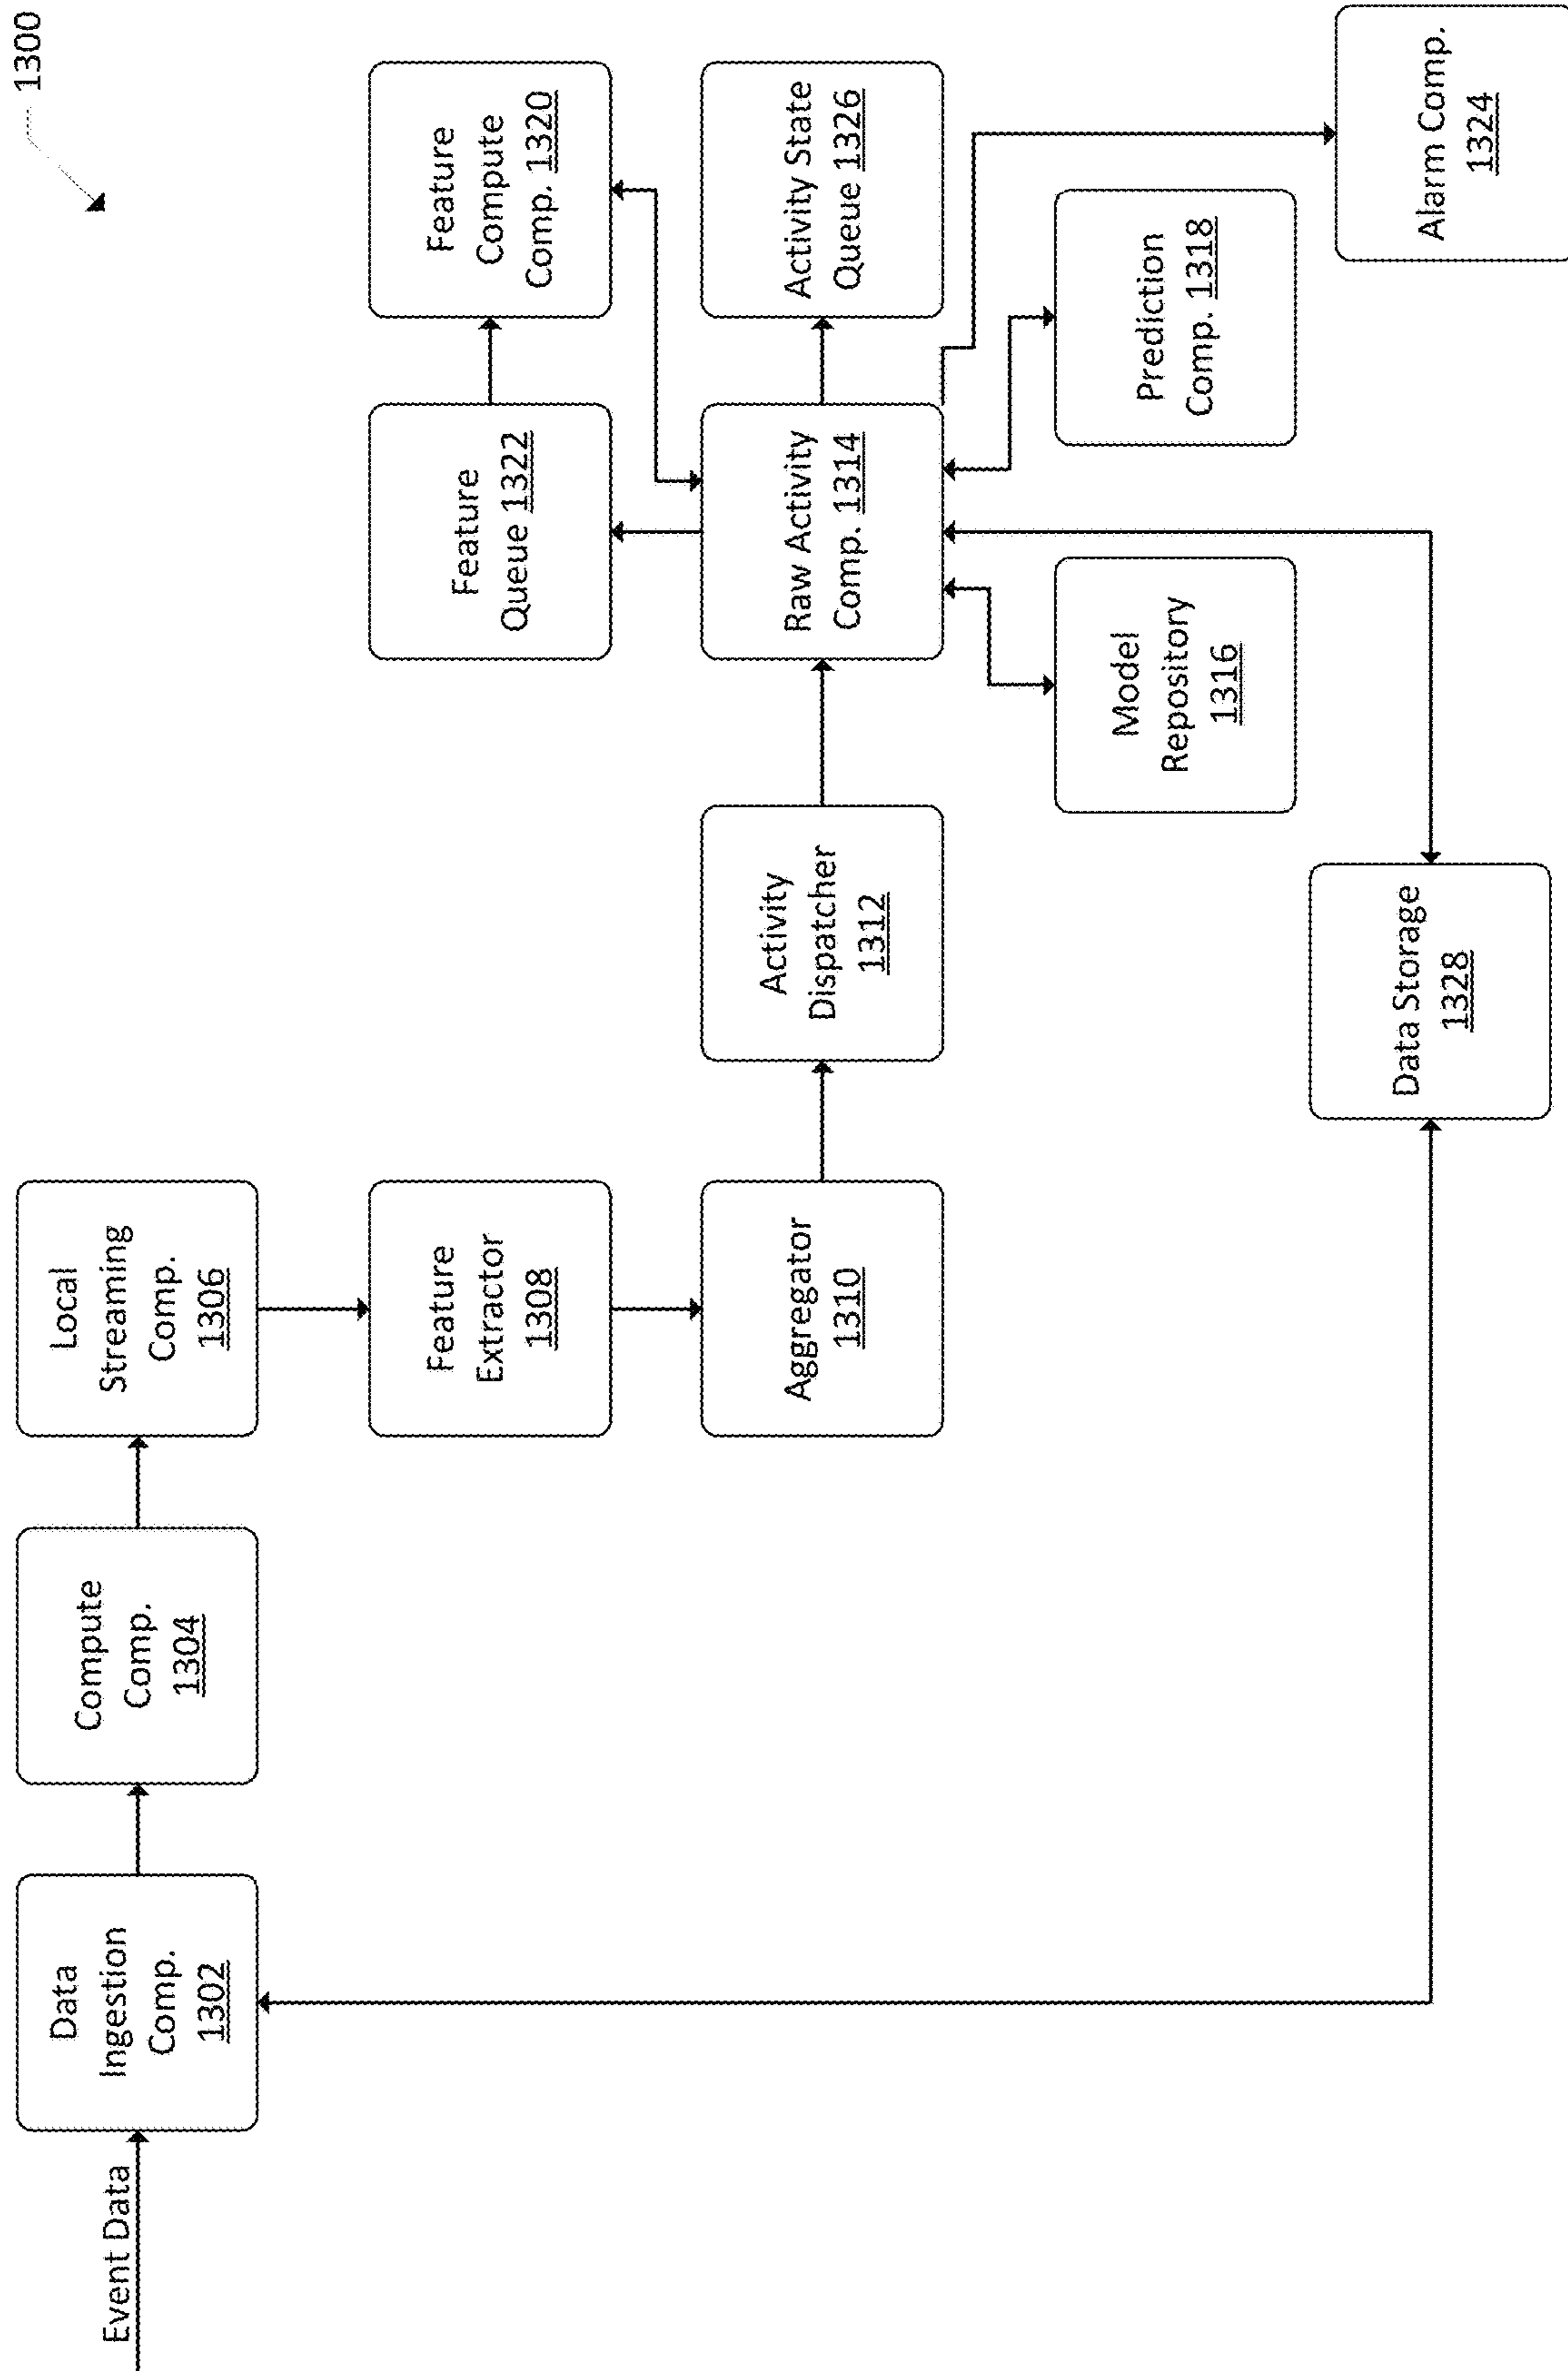 1300
Event Data
Data
Ingestion
Comp.
1302
Compute
Comp.
1304
Local
Streaming
Comp.
1306
Feature
Extractor
1308
Aggregator
1310
Activity
Dispatcher
1312
Feature
Queue 1322
Feature
Compute
Comp. 1320
Raw Activity
Comp. 1314
Activity State
Queue 1326
Model
Repository
1316
Prediction
Comp. 1318
Data Storage
1328
Alarm Comp.
1324